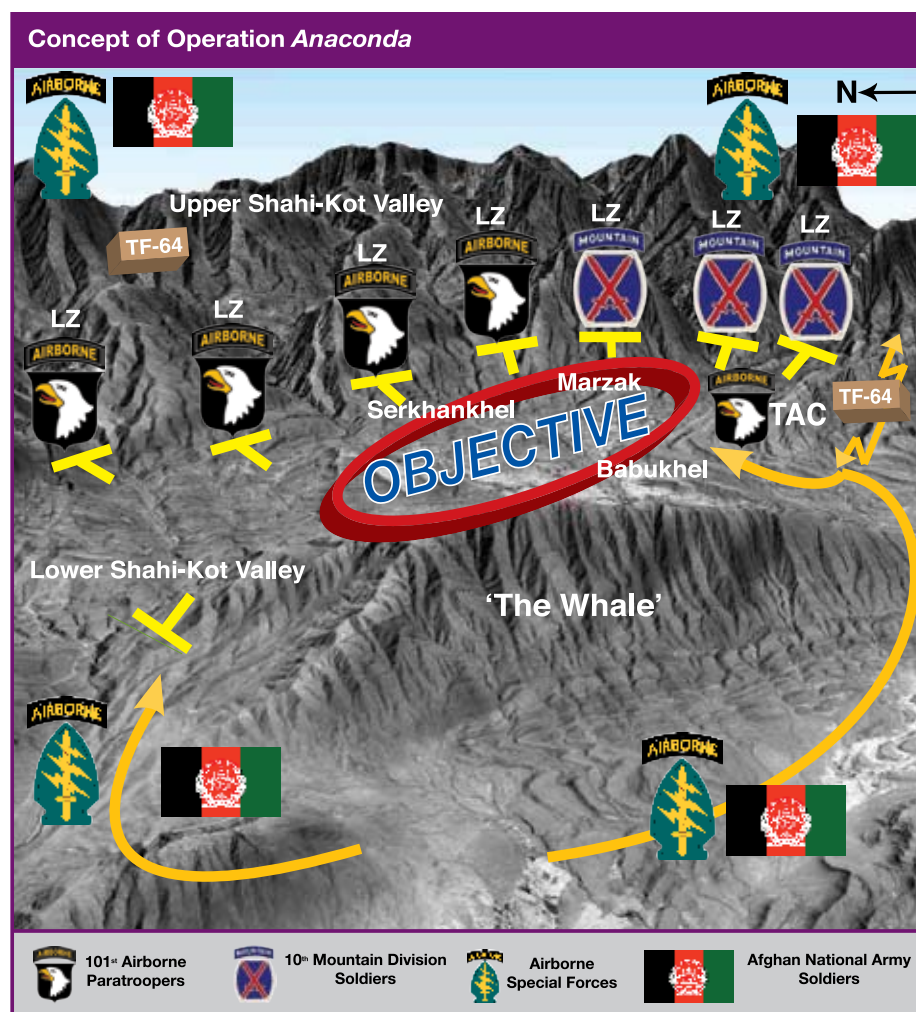 Concept of Operation Anaconda
AIRBORNE
AIRBORNE
N
Upper Shahi-Kot Valley
TF-64
LZ
AIRBORNE
LZ
AIRBORNE
LZ
AIRBORNE
LZ
AIRBORNE
LZ
MOUNTAIN
LZ
MOUNTAIN
LZ
MOUNTAIN
Serkhankhel
Marzak
OBJECTIVE
Babukhel
AIRBORNE
TAC
TF-64
Lower Shahi-Kot Valley
‘The Whale’
AIRBORNE
AIRBORNE
AIRBORNE
101st Airborne
Paratroopers
MOUNTAIN
10th Mountain Division
Soldiers
AIRBORNE
Airborne
Special Forces
Afghan National Army
Soldiers